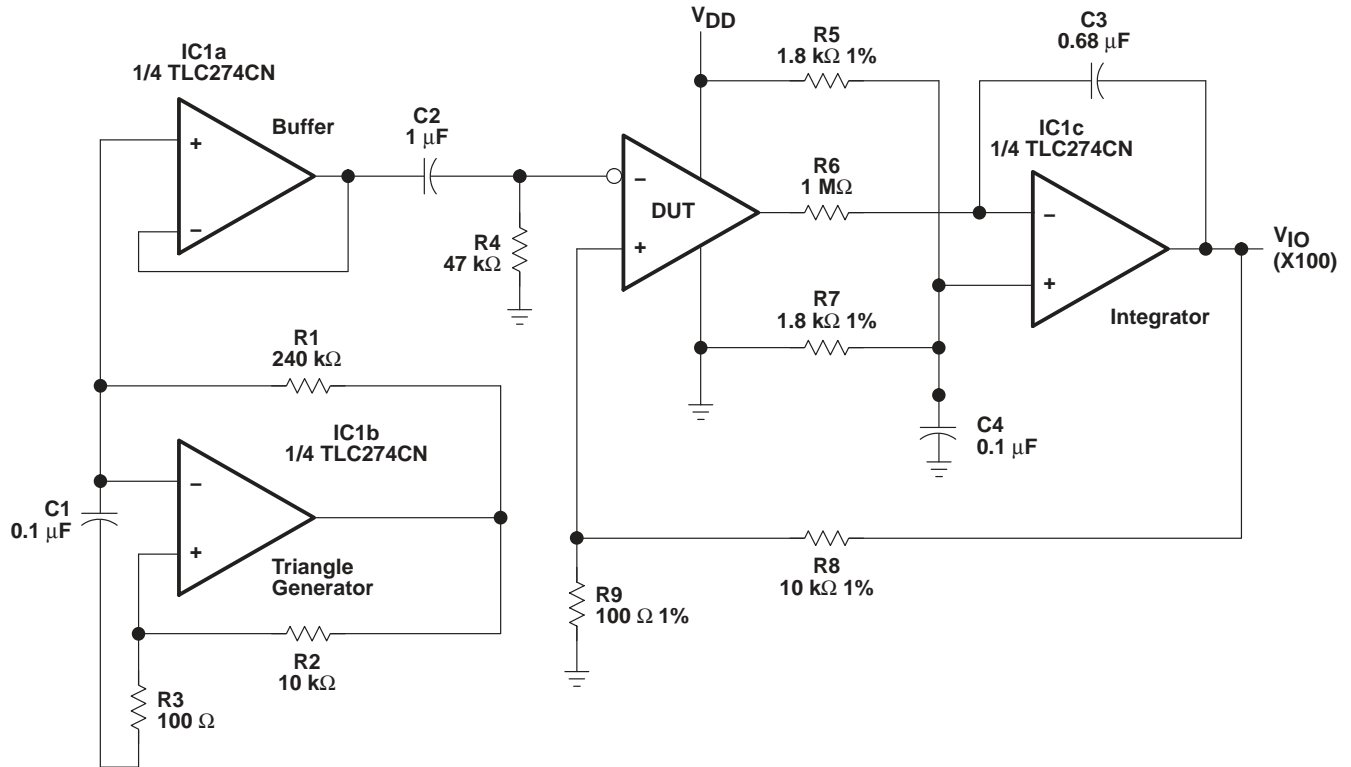 IC1a
1/4 TLC274CN
+
−
Buffer
C2
1 μF
R4
47 kΩ
VDD
−
DUT
+
R5
1.8 kΩ 1%
R6
1 MΩ
R7
1.8 kΩ 1%
C3
0.68 μF
IC1c
1/4 TLC274CN
−
+
Integrator
VIO
(X100)
C4
0.1 μF
R1
240 kΩ
IC1b
1/4 TLC274CN
−
+
Triangle
Generator
C1
0.1 μF
R2
10 kΩ
R3
100 Ω
R8
10 kΩ 1%
R9
100 Ω 1%